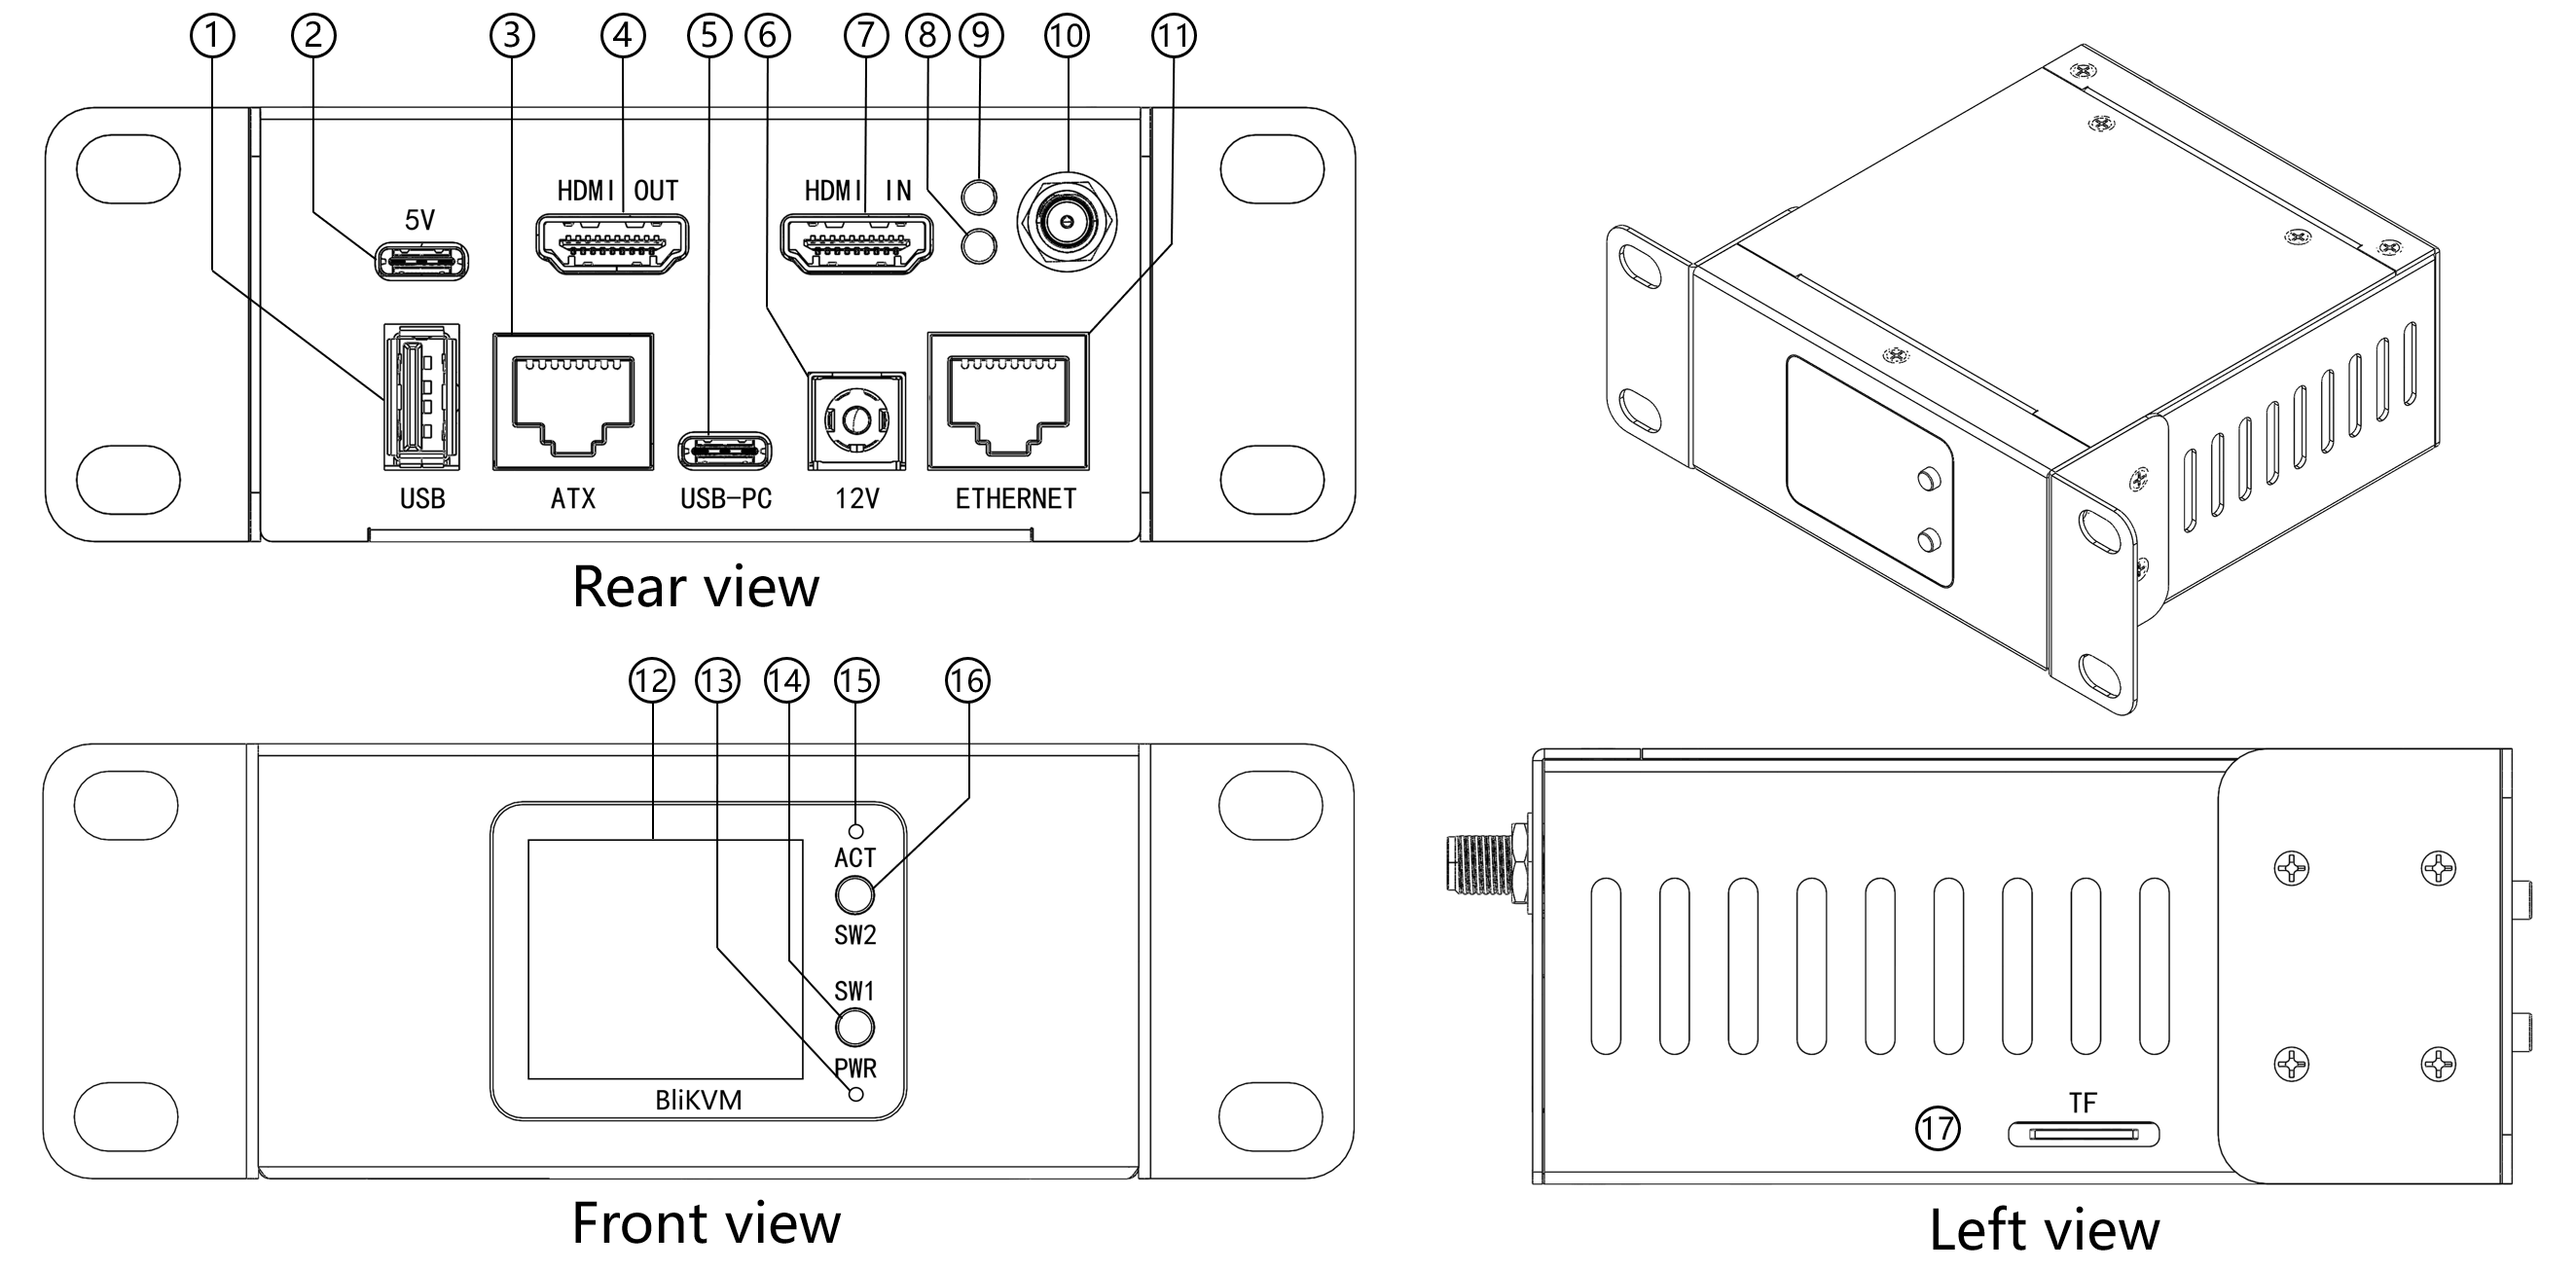 ① ② ③ ④ ⑤ ⑥ ⑦ ⑧ ⑨ ⑩ ⑪
HDMI OUT HDMI IN
5V
USB ATX USB-PC 12V ETHERNET
Rear view
⑫ ⑬ ⑭ ⑮ ⑯
ACT
SW2
SW1
PWR
BliKVM
Front view
TF
⑰
Left view